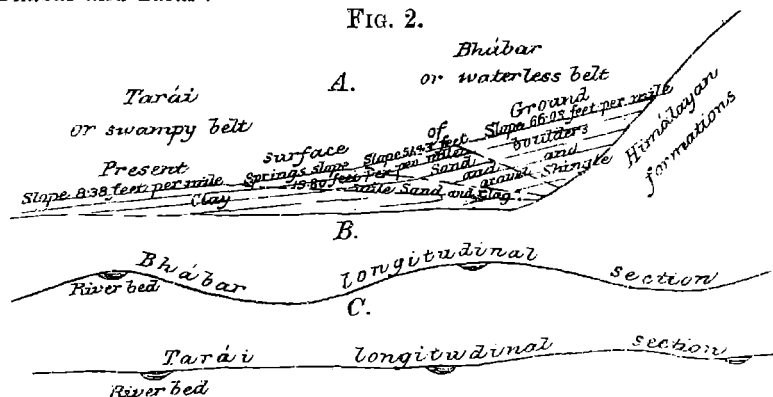 FIG. 2.
A.
Tarái
or swampy belt
Bhúbar
or waterless belt
Present surface of Ground
Slope 8·38 feet per mile
Springs slope
19·80 feet per mile
Slope 51·43 feet
per mile
Slope 66·03 feet per mile
Clay
Sand and Clag
Sand
and
gravel
boulders
and
Shingle
Himálayan
formations
B.
Bhábar longitudinal section
River bed
C.
Tarái longitudinal section
River bed